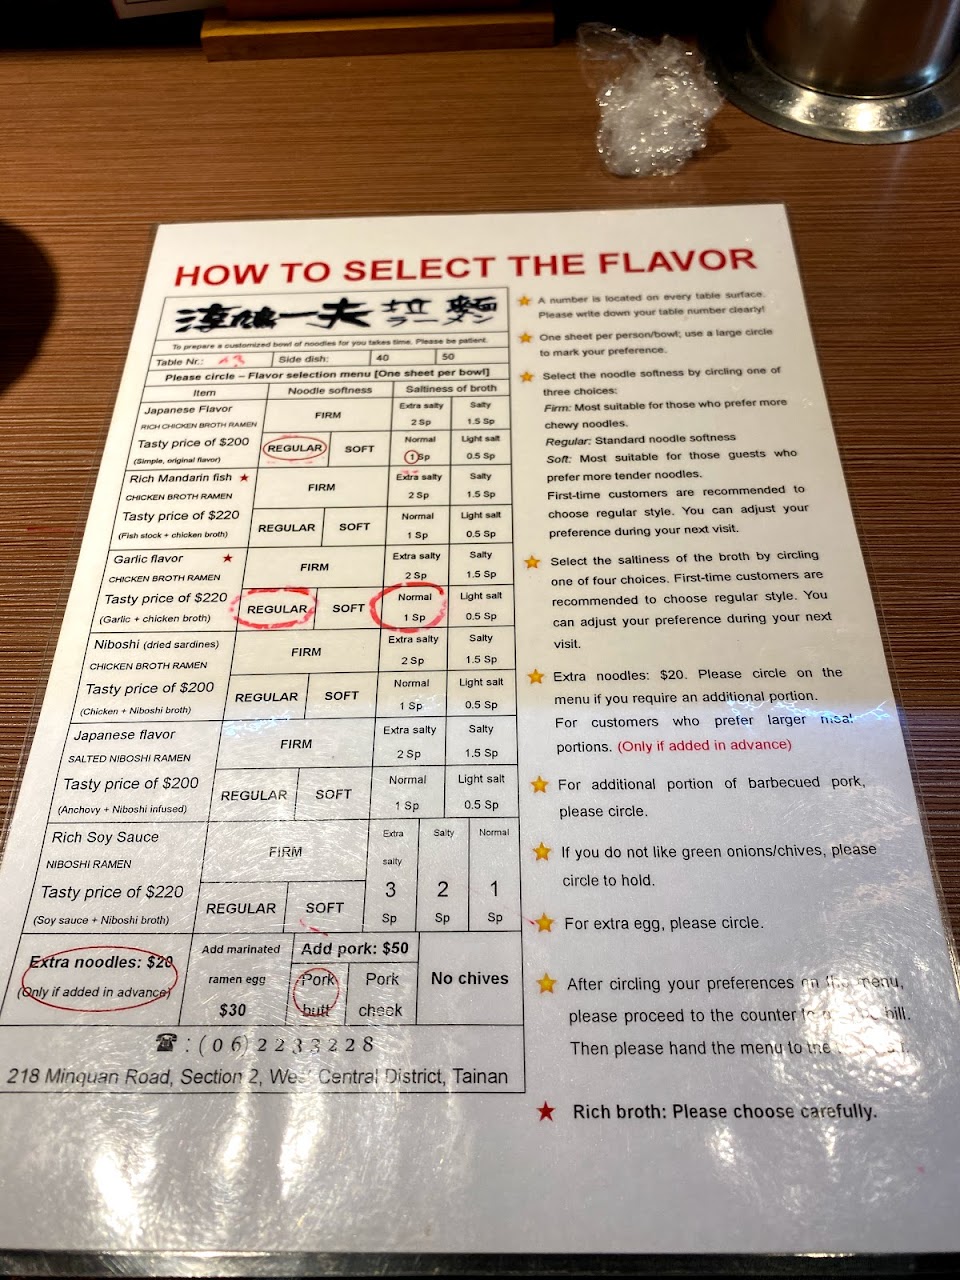 HOW TO SELECT THE FLAVOR
一夫 拉麵
ラーメン
To prepare a customized bowl of noodles for you takes time. Please be patient.
Table Nr.: Side dish: 40 50
Please circle – Flavor selection menu [One sheet per bowl]
Item Noodle softness Saltiness of broth
Japanese Flavor
RICH CHICKEN BROTH RAMEN
Tasty price of $200
(Simple, original flavor)
FIRM
REGULAR SOFT
Extra salty Salty
2 Sp 1.5 Sp
Normal Light salt
1 Sp 0.5 Sp
Rich Mandarin fish ★
CHICKEN BROTH RAMEN
Tasty price of $220
(Fish stock + chicken broth)
FIRM
REGULAR SOFT
Extra salty Salty
2 Sp 1.5 Sp
Normal Light salt
1 Sp 0.5 Sp
Garlic flavor ★
CHICKEN BROTH RAMEN
Tasty price of $220
(Garlic + chicken broth)
FIRM
REGULAR SOFT
Extra salty Salty
2 Sp 1.5 Sp
Normal Light salt
1 Sp 0.5 Sp
Niboshi (dried sardines)
CHICKEN BROTH RAMEN
Tasty price of $200
(Chicken + Niboshi broth)
FIRM
REGULAR SOFT
Extra salty Salty
2 Sp 1.5 Sp
Normal Light salt
1 Sp 0.5 Sp
Japanese flavor
SALTED NIBOSHI RAMEN
Tasty price of $200
(Anchovy + Niboshi infused)
FIRM
REGULAR SOFT
Extra salty Salty
2 Sp 1.5 Sp
Normal Light salt
1 Sp 0.5 Sp
Rich Soy Sauce
NIBOSHI RAMEN
Tasty price of $220
(Soy sauce + Niboshi broth)
FIRM
REGULAR SOFT
Extra Salty Normal
salty
3 2 1
Sp Sp Sp
Extra noodles: $20
(Only if added in advance)
Add marinated
ramen egg
$30
Add pork: $50
Pork Pork
butt cheek
No chives
☎:(06)2233228
218 Minquan Road, Section 2, West Central District, Tainan
★ A number is located on every table surface.
Please write down your table number clearly!
★ One sheet per person/bowl; use a large circle
to mark your preference.
★ Select the noodle softness by circling one of
three choices:
Firm: Most suitable for those who prefer more
chewy noodles.
Regular: Standard noodle softness
Soft: Most suitable for those guests who
prefer more tender noodles.
First-time customers are recommended to
choose regular style. You can adjust your
preference during your next visit.
★ Select the saltiness of the broth by circling
one of four choices. First-time customers are
recommended to choose regular style. You
can adjust your preference during your next
visit.
★ Extra noodles: $20. Please circle on the
menu if you require an additional portion.
For customers who prefer larger meal
portions. (Only if added in advance)
★ For additional portion of barbecued pork,
please circle.
★ If you do not like green onions/chives, please
circle to hold.
★ For extra egg, please circle.
★ After circling your preferences on the menu,
please proceed to the counter to bill.
Then please hand the menu to the
★ Rich broth: Please choose carefully.